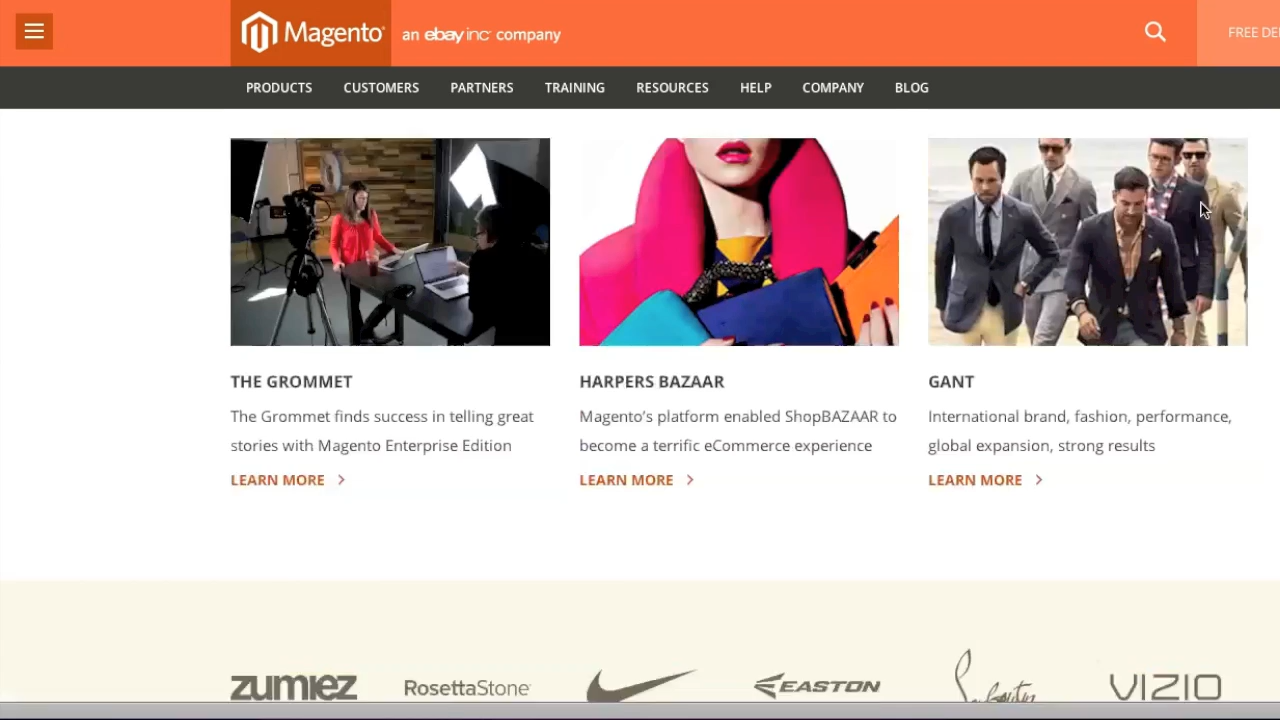 Magento
an ebay inc company
FREE DE
PRODUCTS CUSTOMERS PARTNERS TRAINING RESOURCES HELP COMPANY BLOG
THE GROMMET
The Grommet finds success in telling great
stories with Magento Enterprise Edition
LEARN MORE
HARPERS BAZAAR
Magento's platform enabled ShopBAZAAR to
become a terrific eCommerce experience
LEARN MORE
GANT
International brand, fashion, performance,
global expansion, strong results
LEARN MORE
zumiez RosettaStone EASTON VIZIO